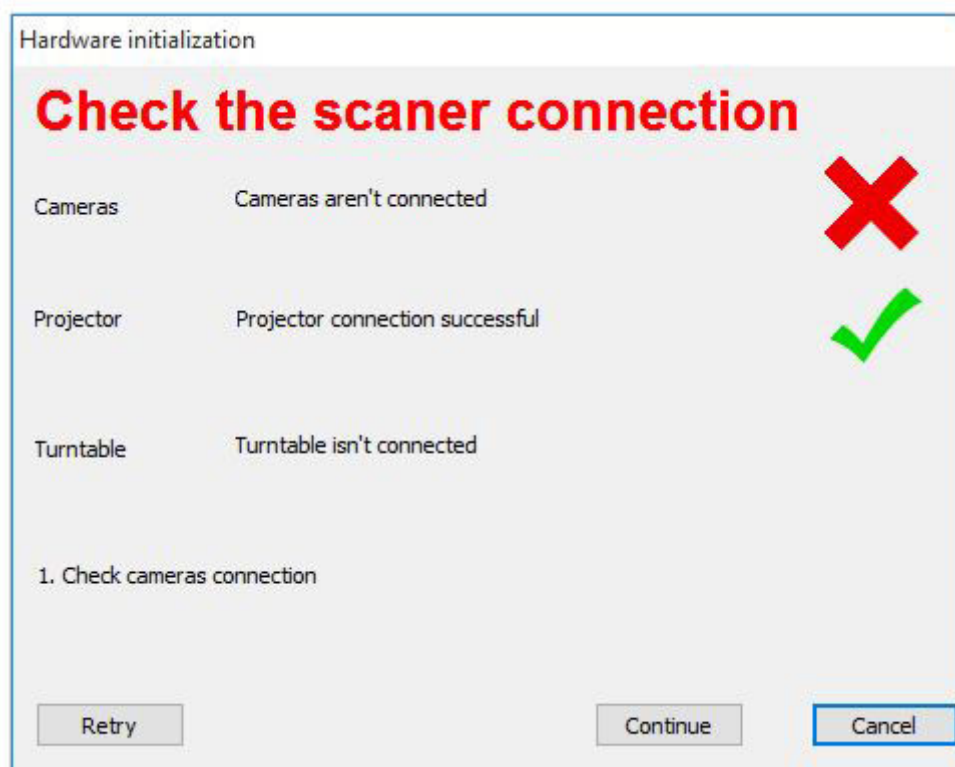 Hardware initialization
Check the scaner connection
Cameras Cameras aren't connected
Projector Projector connection successful
Turntable Turntable isn't connected
1. Check cameras connection
Retry Continue Cancel